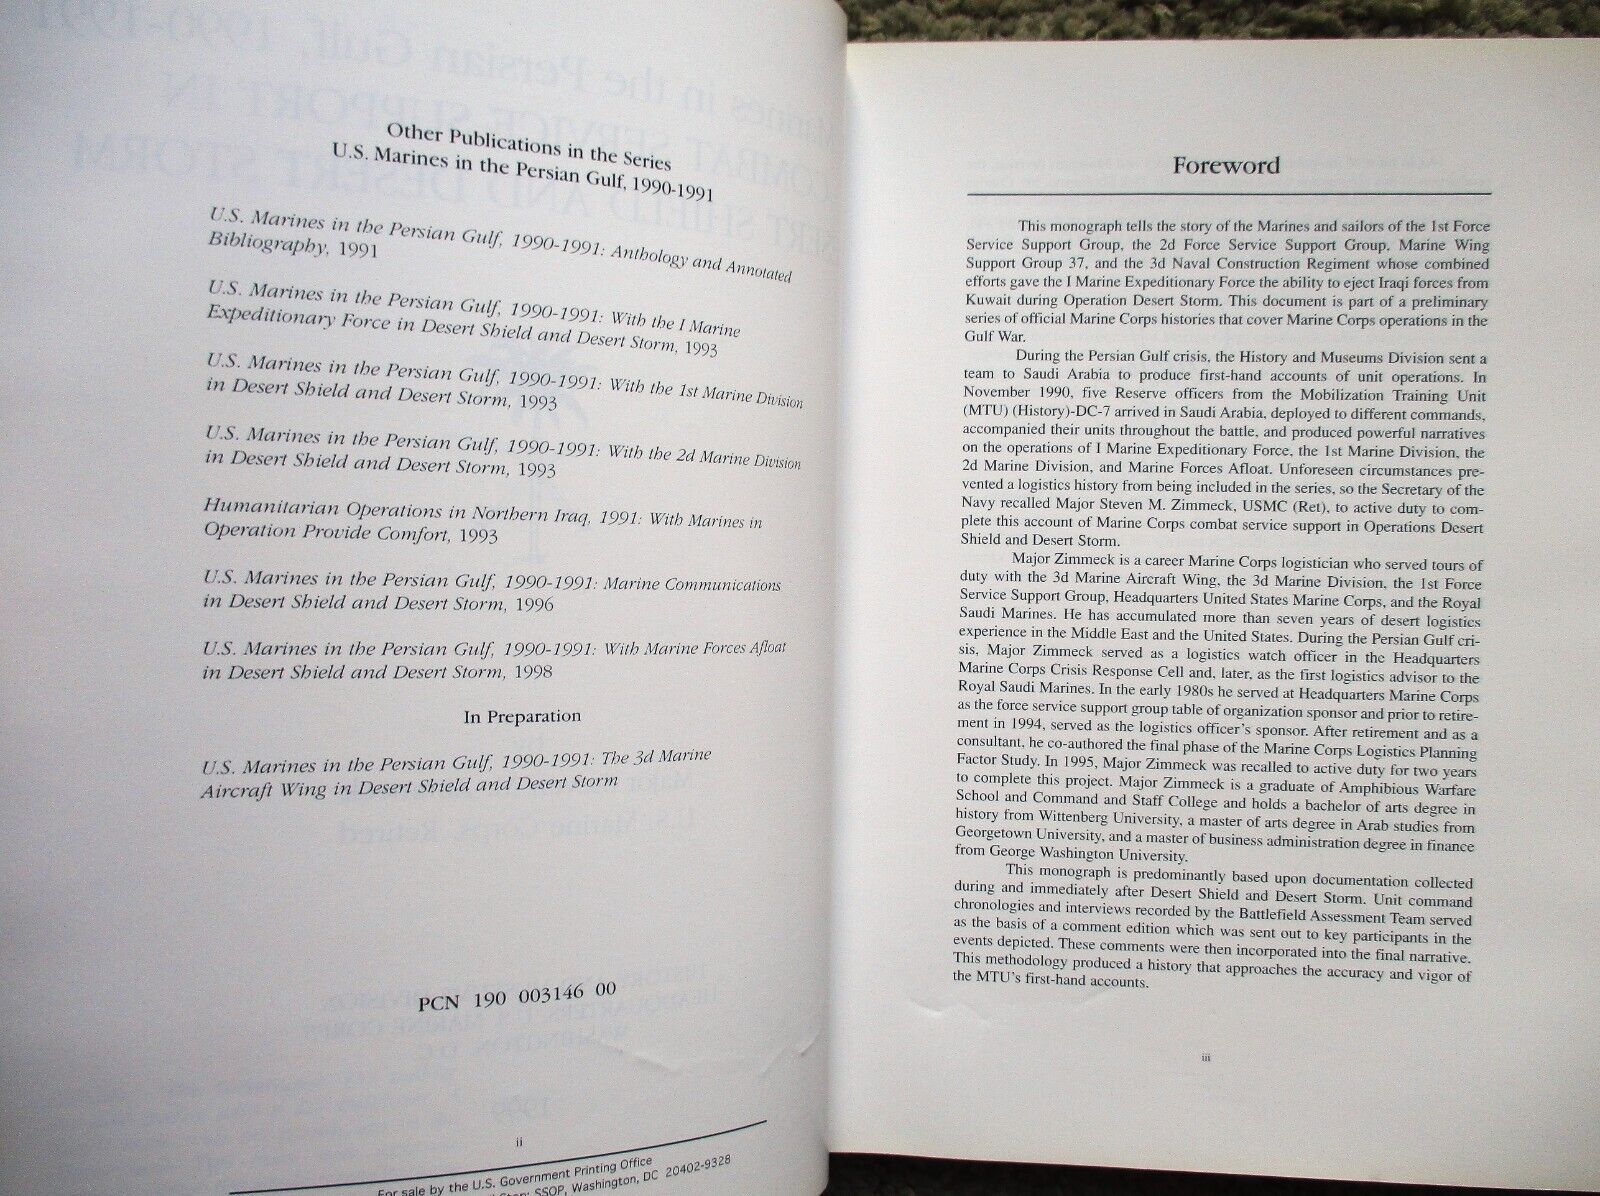 Other Publications in the Series
U.S. Marines in the Persian Gulf, 1990-1991
U.S. Marines in the Persian Gulf, 1990-1991: Anthology and Annotated
Bibliography, 1991
U.S. Marines in the Persian Gulf, 1990-1991: With the I Marine
Expeditionary Force in Desert Shield and Desert Storm, 1993
U.S. Marines in the Persian Gulf, 1990-1991: With the 1st Marine Division
in Desert Shield and Desert Storm, 1993
U.S. Marines in the Persian Gulf, 1990-1991: With the 2d Marine Division
in Desert Shield and Desert Storm, 1993
Humanitarian Operations in Northern Iraq, 1991: With Marines in
Operation Provide Comfort, 1993
U.S. Marines in the Persian Gulf, 1990-1991: Marine Communications
in Desert Shield and Desert Storm, 1996
U.S. Marines in the Persian Gulf, 1990-1991: With Marine Forces Afloat
in Desert Shield and Desert Storm, 1998
In Preparation
U.S. Marines in the Persian Gulf, 1990-1991: The 3d Marine
Aircraft Wing in Desert Shield and Desert Storm
PCN 190 003146 00
ii
For sale by the U.S. Government Printing Office
Stop: SSOP, Washington, DC 20402-9328
Foreword
This monograph tells the story of the Marines and sailors of the 1st Force
Service Support Group, the 2d Force Service Support Group, Marine Wing
Support Group 37, and the 3d Naval Construction Regiment whose combined
efforts gave the I Marine Expeditionary Force the ability to eject Iraqi forces from
Kuwait during Operation Desert Storm. This document is part of a preliminary
series of official Marine Corps histories that cover Marine Corps operations in the
Gulf War.
During the Persian Gulf crisis, the History and Museums Division sent a
team to Saudi Arabia to produce first-hand accounts of unit operations. In
November 1990, five Reserve officers from the Mobilization Training Unit
(MTU) (History)-DC-7 arrived in Saudi Arabia, deployed to different commands,
accompanied their units throughout the battle, and produced powerful narratives
on the operations of I Marine Expeditionary Force, the 1st Marine Division, the
2d Marine Division, and Marine Forces Afloat. Unforeseen circumstances pre-
vented a logistics history from being included in the series, so the Secretary of the
Navy recalled Major Steven M. Zimmeck, USMC (Ret), to active duty to com-
plete this account of Marine Corps combat service support in Operations Desert
Shield and Desert Storm.
Major Zimmeck is a career Marine Corps logistician who served tours of
duty with the 3d Marine Aircraft Wing, the 3d Marine Division, the 1st Force
Service Support Group, Headquarters United States Marine Corps, and the Royal
Saudi Marines. He has accumulated more than seven years of desert logistics
experience in the Middle East and the United States. During the Persian Gulf cri-
sis, Major Zimmeck served as a logistics watch officer in the Headquarters
Marine Corps Crisis Response Cell and, later, as the first logistics advisor to the
Royal Saudi Marines. In the early 1980s he served at Headquarters Marine Corps
as the force service support group table of organization sponsor and prior to retire-
ment in 1994, served as the logistics officer's sponsor. After retirement and as a
consultant, he co-authored the final phase of the Marine Corps Logistics Planning
Factor Study. In 1995, Major Zimmeck was recalled to active duty for two years
to complete this project. Major Zimmeck is a graduate of Amphibious Warfare
School and Command and Staff College and holds a bachelor of arts degree in
history from Wittenberg University, a master of arts degree in Arab studies from
Georgetown University, and a master of business administration degree in finance
from George Washington University.
This monograph is predominantly based upon documentation collected
during and immediately after Desert Shield and Desert Storm. Unit command
chronologies and interviews recorded by the Battlefield Assessment Team served
as the basis of a comment edition which was sent out to key participants in the
events depicted. These comments were then incorporated into the final narrative.
This methodology produced a history that approaches the accuracy and vigor of
the MTU's first-hand accounts.
iii